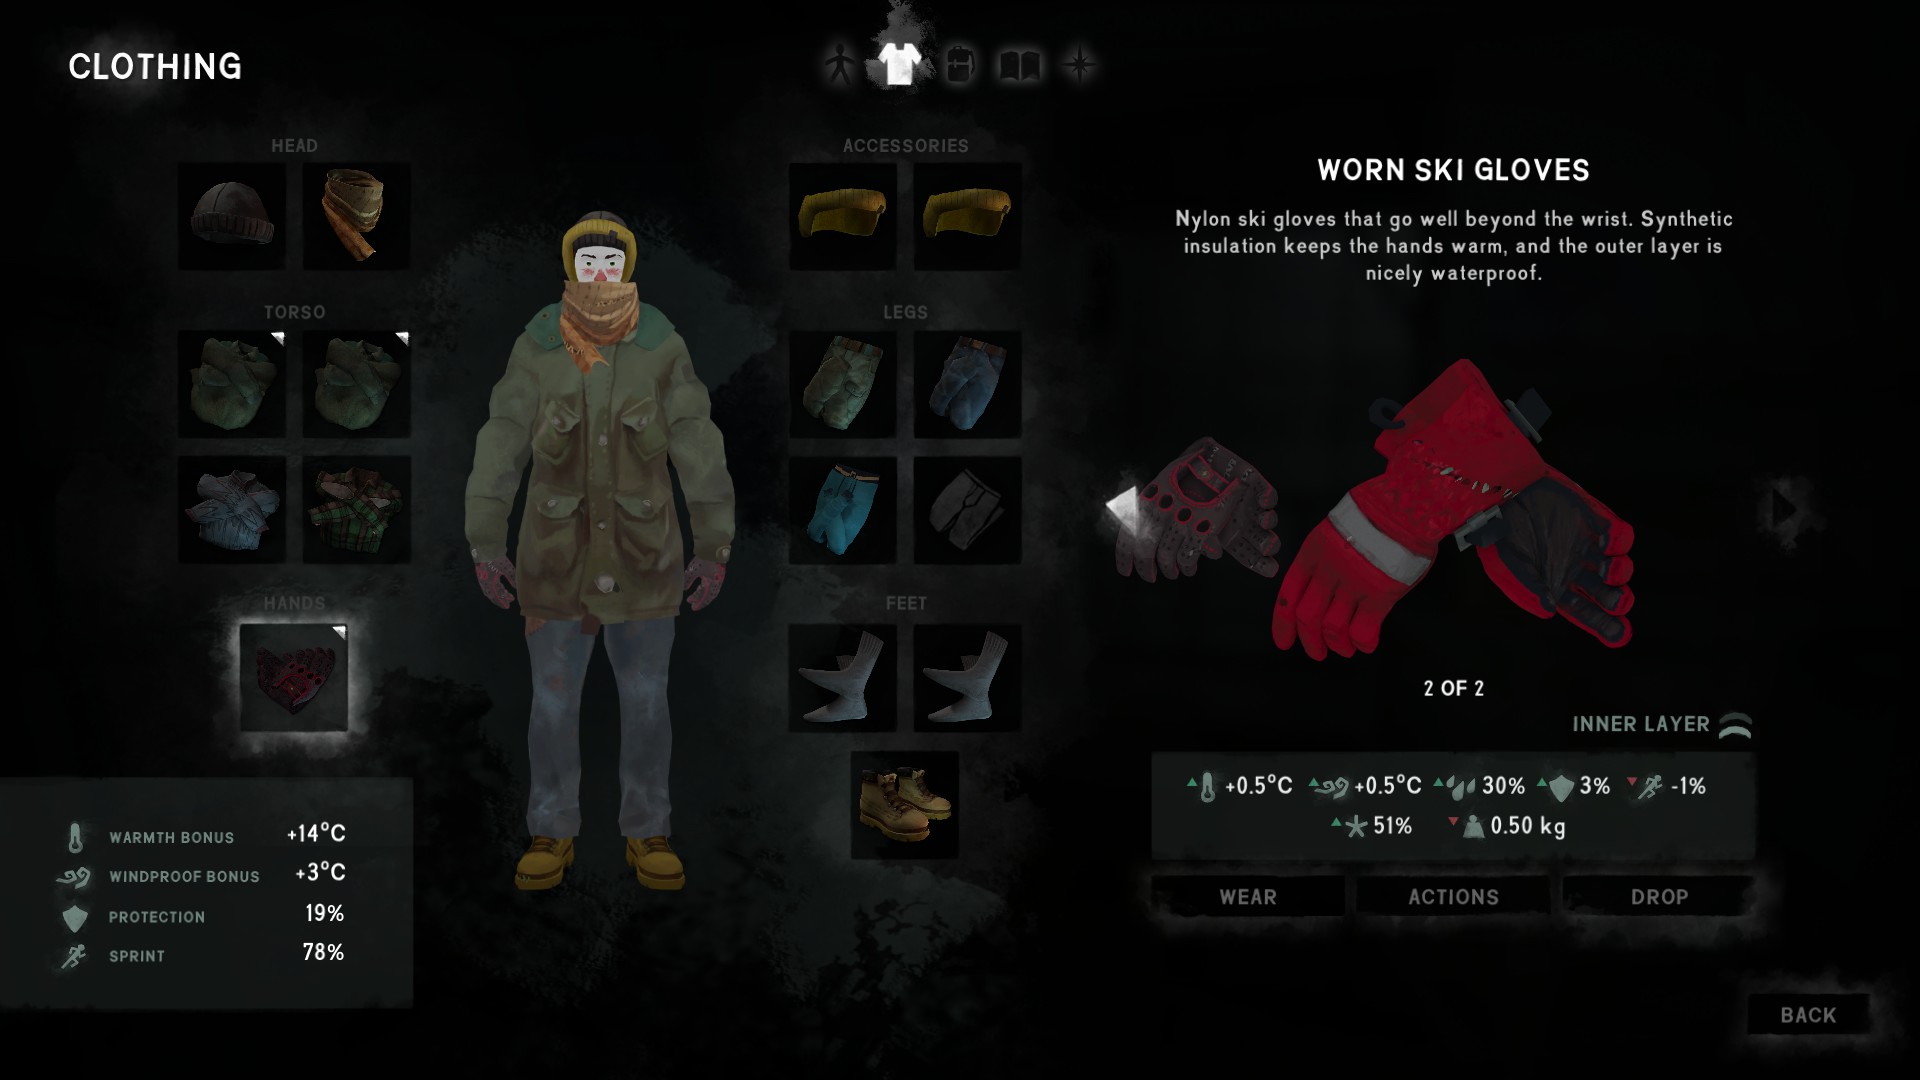 CLOTHING
HEAD
ACCESSORIES
TORSO
LEGS
HANDS
FEET
WARMTH BONUS +14°C
WINDPROOF BONUS +3°C
PROTECTION 19%
SPRINT 78%
WORN SKI GLOVES
Nylon ski gloves that go well beyond the wrist. Synthetic
insulation keeps the hands warm, and the outer layer is
nicely waterproof.
2 OF 2
INNER LAYER
+0.5°C +0.5°C 30% 3% -1%
51% 0.50 kg
WEAR ACTIONS DROP
BACK